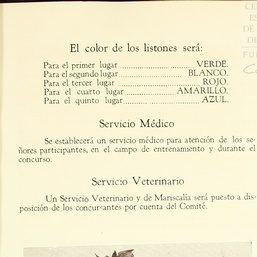 El color de los listones será:
Para el primer lugar ........................ VERDE.
Para el segundo lugar .................... BLANCO.
Para el tercer lugar ........................ ROJO.
Para el cuarto lugar ................ AMARILLO.
Para el quinto lugar ........................ AZUL.
Servicio Médico
Se establecerá un servicio médico para atención de los se-
ñores participantes, en el campo de entrenamiento y durante el
concurso.
Servicio Veterinario
Un Servicio Veterinario y de Mariscalía será puesto a dis-
posición de los concursantes por cuenta del Comité.